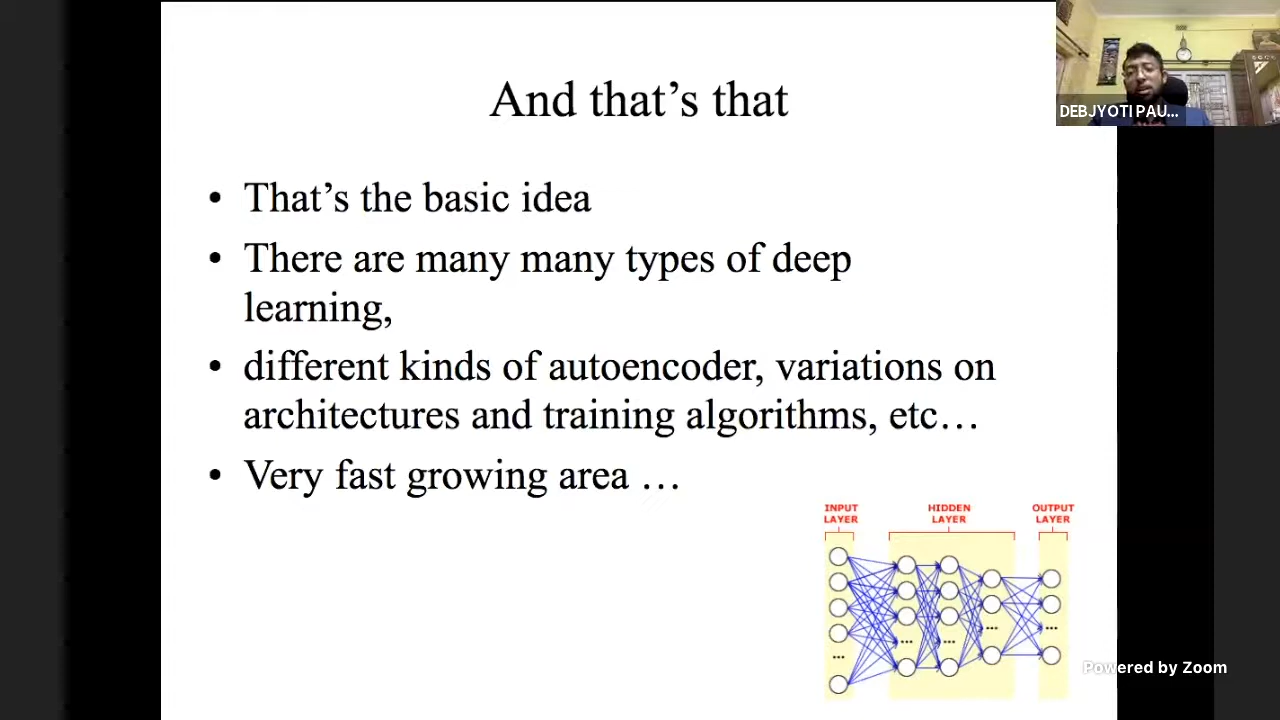 And that’s that
DEBJYOTI PAU...
• That’s the basic idea
• There are many many types of deep
learning,
• different kinds of autoencoder, variations on
architectures and training algorithms, etc…
• Very fast growing area …
INPUT
LAYER
HIDDEN
LAYER
OUTPUT
LAYER
...
...
...
...
...
Powered by Zoom